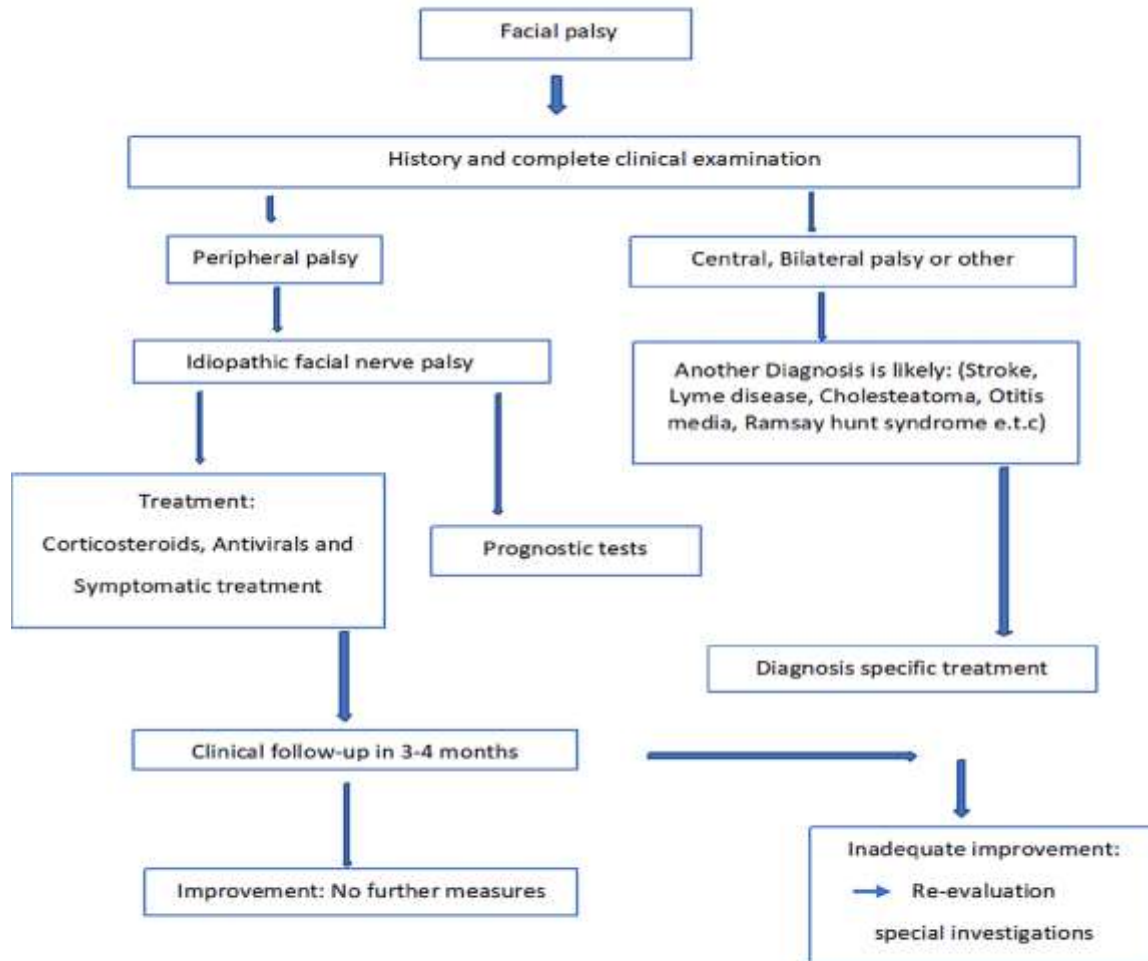 Facial palsy
History and complete clinical examination
Peripheral palsy
Central, Bilateral palsy or other
Idiopathic facial nerve palsy
Another Diagnosis is likely: (Stroke,
Lyme disease, Cholesteatoma, Otitis
media, Ramsay hunt syndrome e.t.c)
Treatment:
Corticosteroids, Antivirals and
Symptomatic treatment
Prognostic tests
Diagnosis specific treatment
Clinical follow-up in 3-4 months
Improvement: No further measures
Inadequate improvement:
Re-evaluation
special investigations